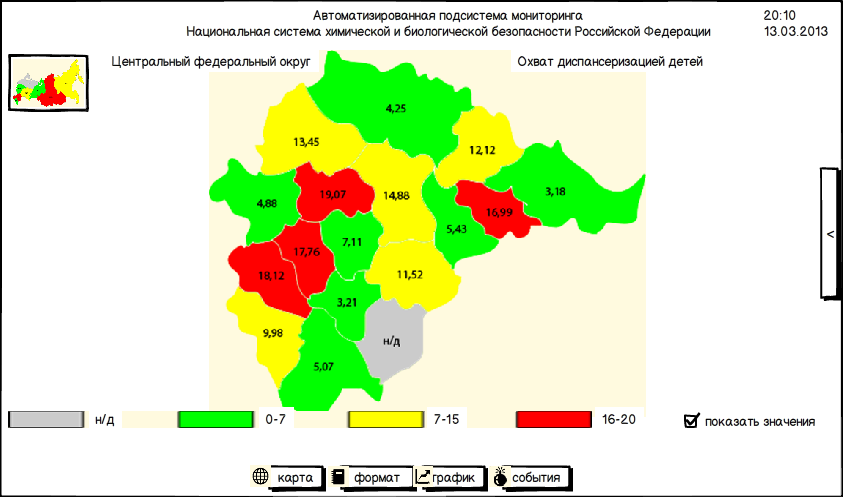 Автоматизированная подсистема мониторинга
20:10
Национальная система химической и биологической безопасности Российской Федерации
13.03.2013
Центральный федеральный округ
Охват диспансеризацией детей
4,25
13,45
12,12
3,18
19,07
14,88
4,88
16,99
5,43
7,11
17,76
18,12
11,52
3,21
9,98
н/д
5,07
<
н/д
0-7
7-15
16-20
показать значения
карта
формат
график
события